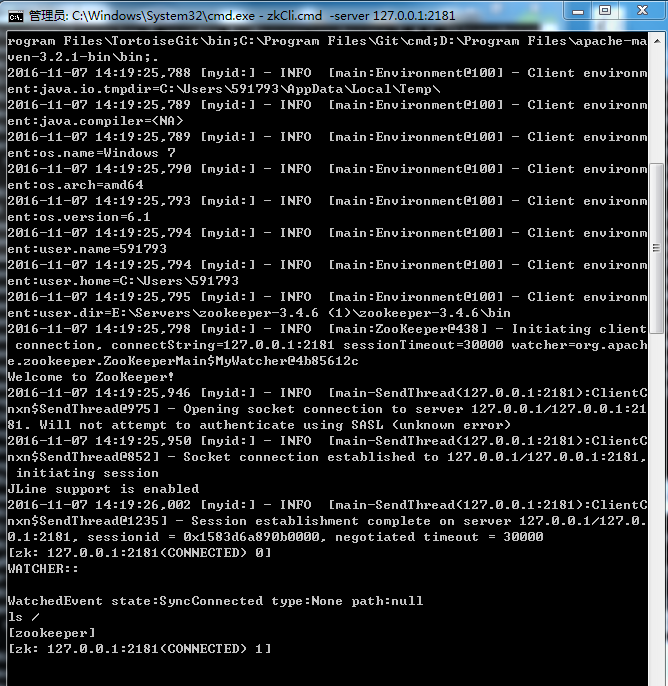 管理员: C:\Windows\System32\cmd.exe - zkCli.cmd  -server 127.0.0.1:2181
rogram Files\TortoiseGit\bin;C:\Program Files\Git\cmd;D:\Program Files\apache-ma
ven-3.2.1-bin\bin;.
2016-11-07 14:19:25,788 [myid:] - INFO  [main:Environment@100] - Client environm
ent:java.io.tmpdir=C:\Users\591793\AppData\Local\Temp\
2016-11-07 14:19:25,789 [myid:] - INFO  [main:Environment@100] - Client environm
ent:java.compiler=<NA>
2016-11-07 14:19:25,789 [myid:] - INFO  [main:Environment@100] - Client environm
ent:os.name=Windows 7
2016-11-07 14:19:25,790 [myid:] - INFO  [main:Environment@100] - Client environm
ent:os.arch=amd64
2016-11-07 14:19:25,793 [myid:] - INFO  [main:Environment@100] - Client environm
ent:os.version=6.1
2016-11-07 14:19:25,794 [myid:] - INFO  [main:Environment@100] - Client environm
ent:user.name=591793
2016-11-07 14:19:25,794 [myid:] - INFO  [main:Environment@100] - Client environm
ent:user.home=C:\Users\591793
2016-11-07 14:19:25,795 [myid:] - INFO  [main:Environment@100] - Client environm
ent:user.dir=E:\Servers\zookeeper-3.4.6 (1)\zookeeper-3.4.6\bin
2016-11-07 14:19:25,798 [myid:] - INFO  [main:ZooKeeper@438] - Initiating client
 connection, connectString=127.0.0.1:2181 sessionTimeout=30000 watcher=org.apach
e.zookeeper.ZooKeeperMain$MyWatcher@4b85612c
Welcome to ZooKeeper!
2016-11-07 14:19:25,946 [myid:] - INFO  [main-SendThread(127.0.0.1:2181):ClientC
nxn$SendThread@975] - Opening socket connection to server 127.0.0.1/127.0.0.1:21
81. Will not attempt to authenticate using SASL (unknown error)
2016-11-07 14:19:25,950 [myid:] - INFO  [main-SendThread(127.0.0.1:2181):ClientC
nxn$SendThread@852] - Socket connection established to 127.0.0.1/127.0.0.1:2181,
 initiating session
JLine support is enabled
2016-11-07 14:19:26,002 [myid:] - INFO  [main-SendThread(127.0.0.1:2181):ClientC
nxn$SendThread@1235] - Session establishment complete on server 127.0.0.1/127.0.
0.1:2181, sessionid = 0x1583d6a890b0000, negotiated timeout = 30000
[zk: 127.0.0.1:2181(CONNECTED) 0]
WATCHER::
WatchedEvent state:SyncConnected type:None path:null
ls /
[zookeeper]
[zk: 127.0.0.1:2181(CONNECTED) 1]